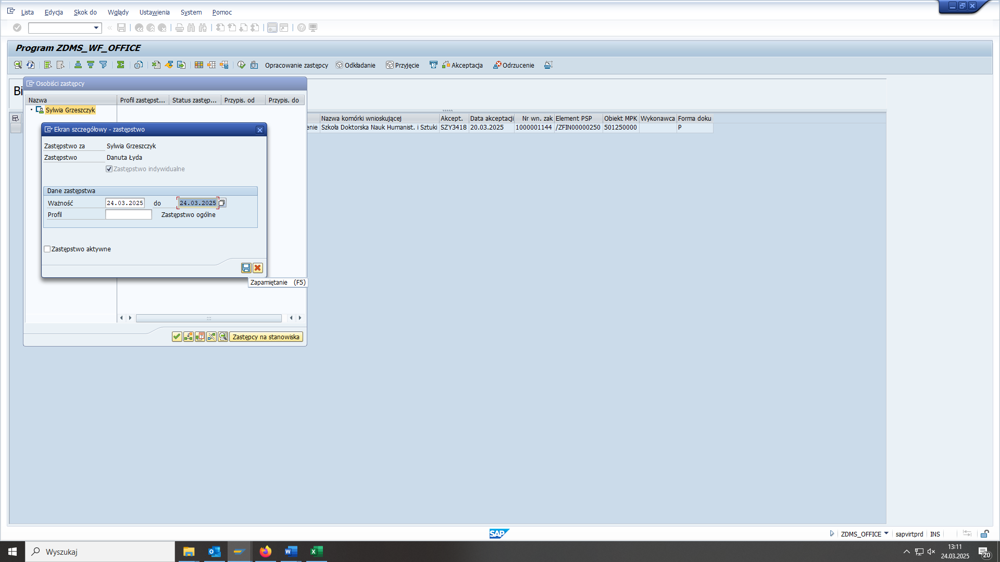 Lista Edycja Skok do Wglądy Ustawienia System Pomoc
Program ZDMS_WF_OFFICE
Opracowanie zastępcy Odkładanie Przyjęcie Akceptacja Odrzucenie
Bi
Osobiści zastępcy
Nazwa Profil zastępst... Status zastęp... Przypis. od Przypis. do
Sylwia Grzeszczyk
Nazwa komórki wnioskującej Akcept. Data akceptacji Nr wn. zak Element PSP Obiekt MPK Wykonawca Forma doku
enie Szkoła Doktorska Nauk Humanist. i Sztuki SZY3418 20.03.2025 1000001144 /ZFIN00000250 501250000 P
Ekran szczegółowy - zastępstwo
Zastępstwo za Sylwia Grzeszczyk
Zastępstwo Danuta Łyda
Zastępstwo indywidualne
Dane zastępstwa
Ważność 24.03.2025 do 24.03.2025
Profil Zastępstwo ogólne
Zastępstwo aktywne
Zapamiętanie (F5)
Zastępcy na stanowiska
SAP
ZDMS_OFFICE sapvirtprd INS
Wyszukaj
13:11
24.03.2025
20